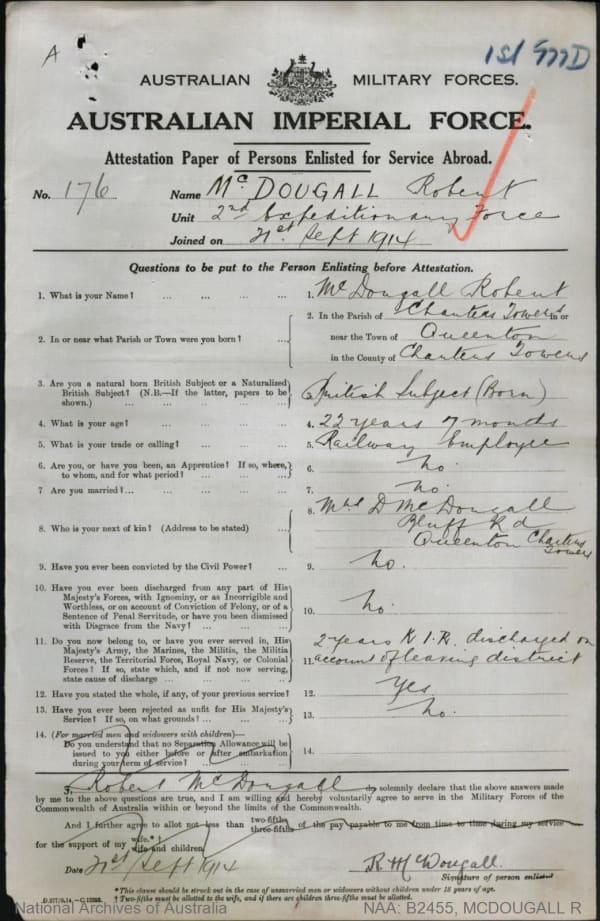 A
1st MD
AUSTRALIAN MILITARY FORCES.
AUSTRALIAN IMPERIAL FORCE.
Attestation Paper of Persons Enlisted for Service Abroad.
No. 176 Name McDOUGALL Robert
Unit 2nd Expeditionary Force
Joined on 21st Sept 1914
Questions to be put to the Person Enlisting before Attestation.
1. What is your Name? ... ... ... ... 1. McDougall Robert
2. In or near what Parish or Town were you born? ... 2. In the Parish of Charters Towers in or
near the Town of Queenton
in the County of Charters Towers
3. Are you a natural born British Subject or a Naturalized
British Subject? (N.B.—If the latter, papers to be
shown.) ... ... ... ... ... British Subject (Born)
4. What is your age? ... ... ... ... 4. 22 years 7 months
5. What is your trade or calling? ... ... ... 5. Railway Employee
6. Are you, or have you been, an Apprentice? If so, where,
to whom, and for what period? ... ... ... 6. No.
7 Are you married?... ... ... ... ... 7. No.
8. Who is your next of kin? (Address to be stated) ... 8 Mrs D McDougall
Bluff Rd
Queenton Charters
Towers
9. Have you ever been convicted by the Civil Power? ... 9. No.
10. Have you ever been discharged from any part of His
Majesty's Forces, with Ignominy, or as Incorrigible and
Worthless, or on account of Conviction of Felony, or of a
Sentence of Penal Servitude, or have you been dismissed
with Disgrace from the Navy? ... ... ... 10. No.
11. Do you now belong to, or have you ever served in, His
Majesty's Army, the Marines, the Militia, the Militia
Reserve, the Territorial Force, Royal Navy, or Colonial
Forces? If so, state which, and if not now serving,
state cause of discharge ... ... ... ... 11. 2 years K.I.R. discharged on
account of leaving district
12. Have you stated the whole, if any, of your previous service? 12. Yes
13. Have you ever been rejected as unfit for His Majesty's
Service? If so, on what grounds? ... ... ... 13. No.
14. (For married men and widowers with children)—
Do you understand that no Separation Allowance will be
issued to you either before or after embarkation
during your term of service? ... ... ... 14.
I, Robert McDougall do solemnly declare that the above answers made
by me to the above questions are true, and I am willing and hereby voluntarily agree to serve in the Military Forces of the
Commonwealth of Australia within or beyond the limits of the Commonwealth.
And I further agree to allot not less than two-fifths three-fifths of the pay payable to me from time to time during my service
for the support of my wife.*† wife and children.
Date 21st Sept 1914 R. McDougall.
Signature of person enlisted
*This clause should be struck out in the case of unmarried men or widowers without children under 18 years of age.
† Two-fifths must be allotted to the wife, and if there are children three-fifths must be allotted.
National Archives of Australia NAA: B2455, MCDOUGALL R